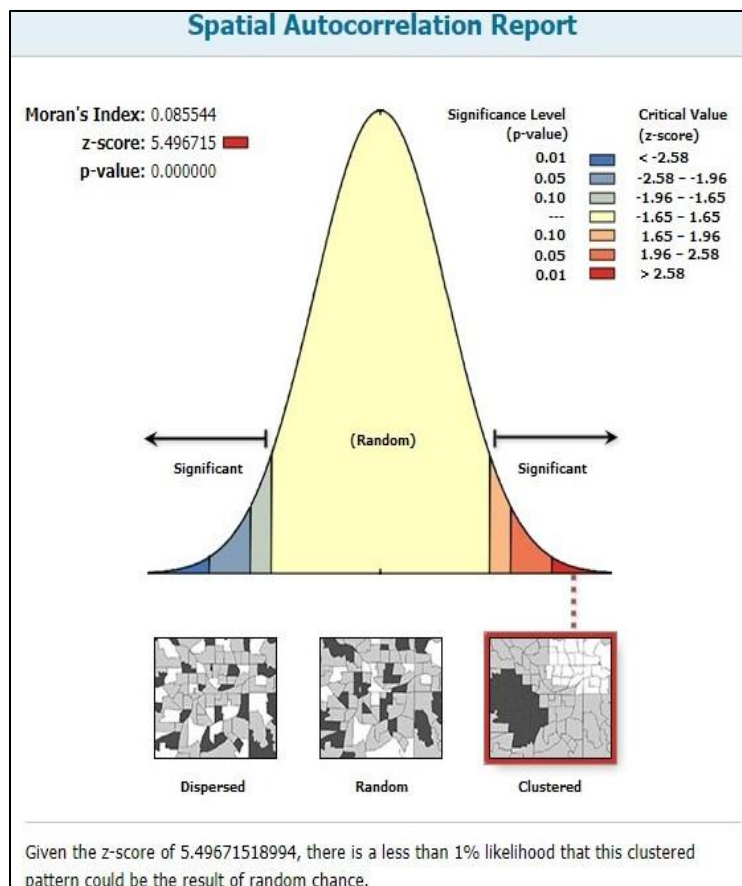 Spatial Autocorrelation Report
Moran's Index: 0.085544
z-score: 5.496715
p-value: 0.000000
Significance Level
(p-value)
Critical Value
(z-score)
0.01 < -2.58
0.05 -2.58 – -1.96
0.10 -1.96 – -1.65
--- -1.65 – 1.65
0.10 1.65 – 1.96
0.05 1.96 – 2.58
0.01 > 2.58
(Random)
Significant Significant
Dispersed Random Clustered
Given the z-score of 5.49671518994, there is a less than 1% likelihood that this clustered
pattern could be the result of random chance.